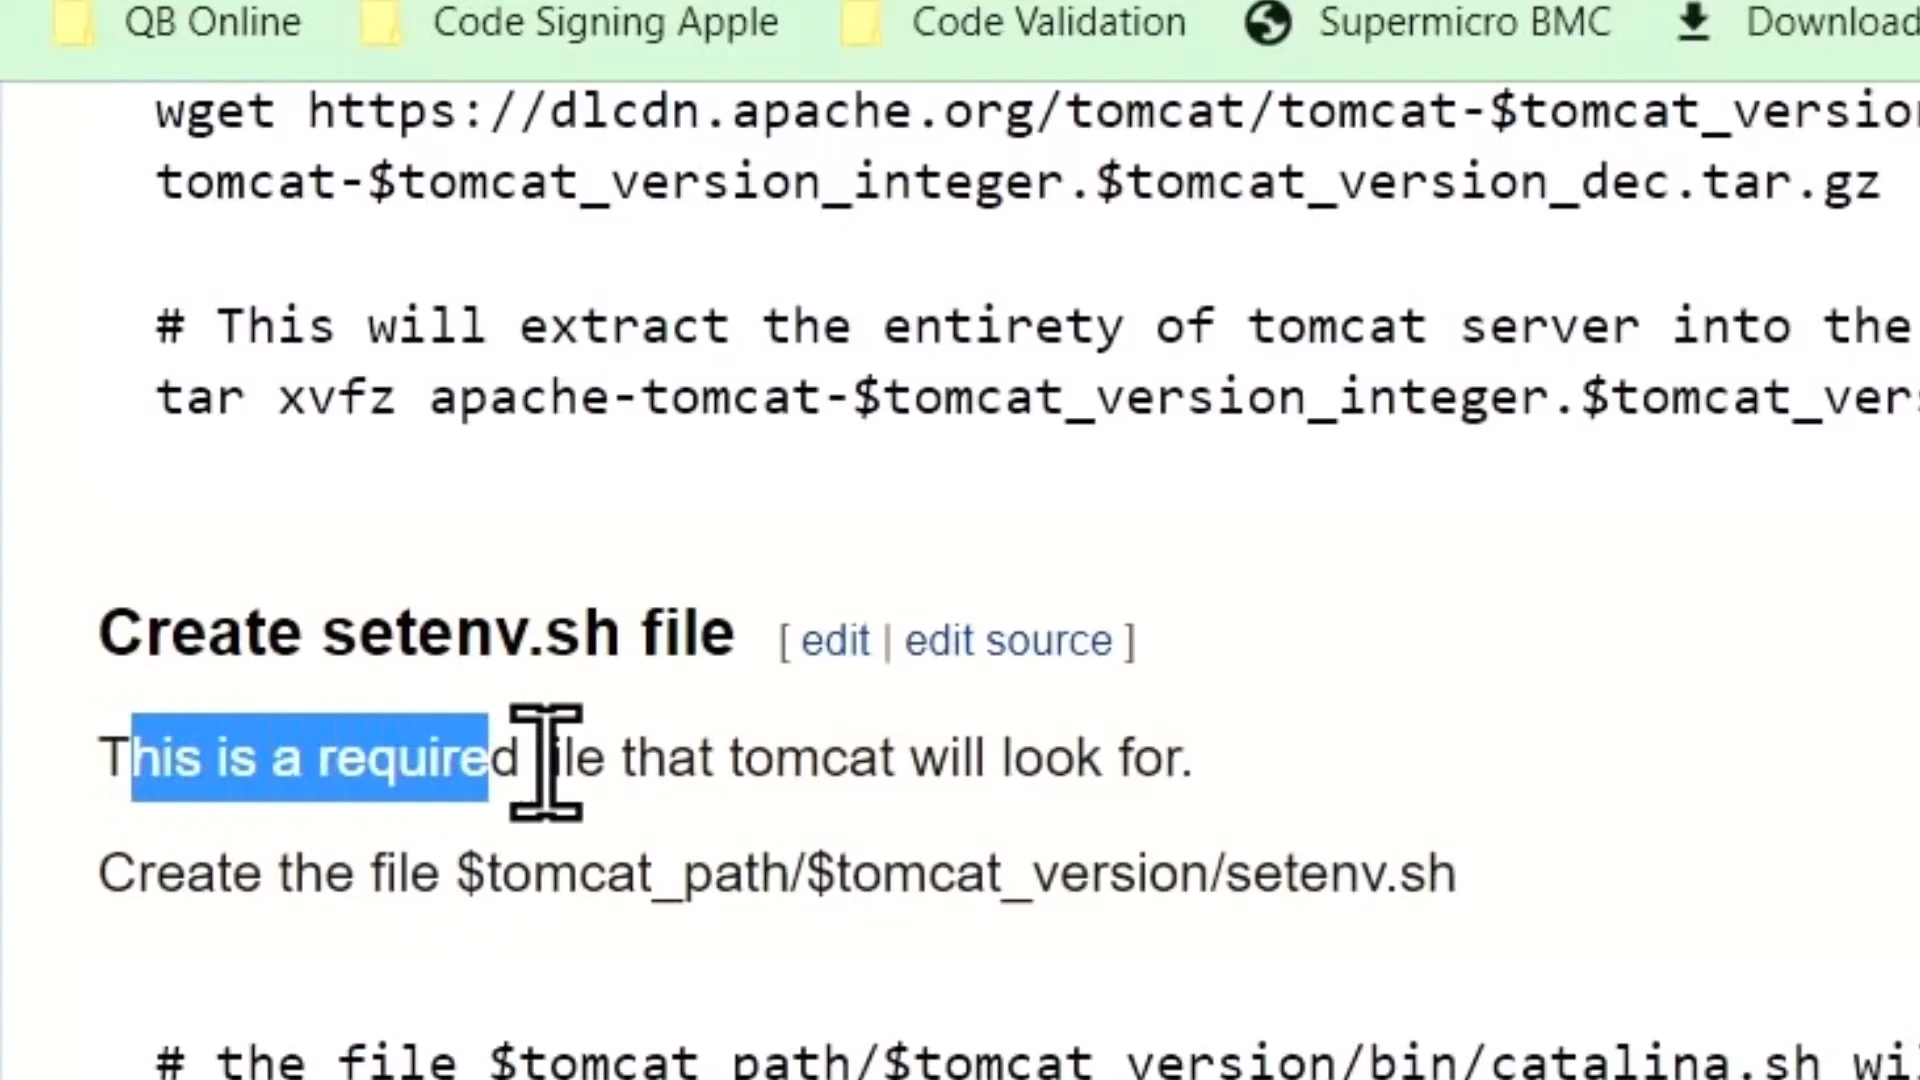 QB Online Code Signing Apple Code Validation Supermicro BMC Download
wget https://dlcdn.apache.org/tomcat/tomcat-$tomcat_version
tomcat-$tomcat_version_integer.$tomcat_version_dec.tar.gz
# This will extract the entirety of tomcat server into the
tar xvfz apache-tomcat-$tomcat_version_integer.$tomcat_vers
Create setenv.sh file [ edit | edit source ]
This is a required file that tomcat will look for.
Create the file $tomcat_path/$tomcat_version/setenv.sh
# the file $tomcat_path/$tomcat_version/bin/catalina.sh wil